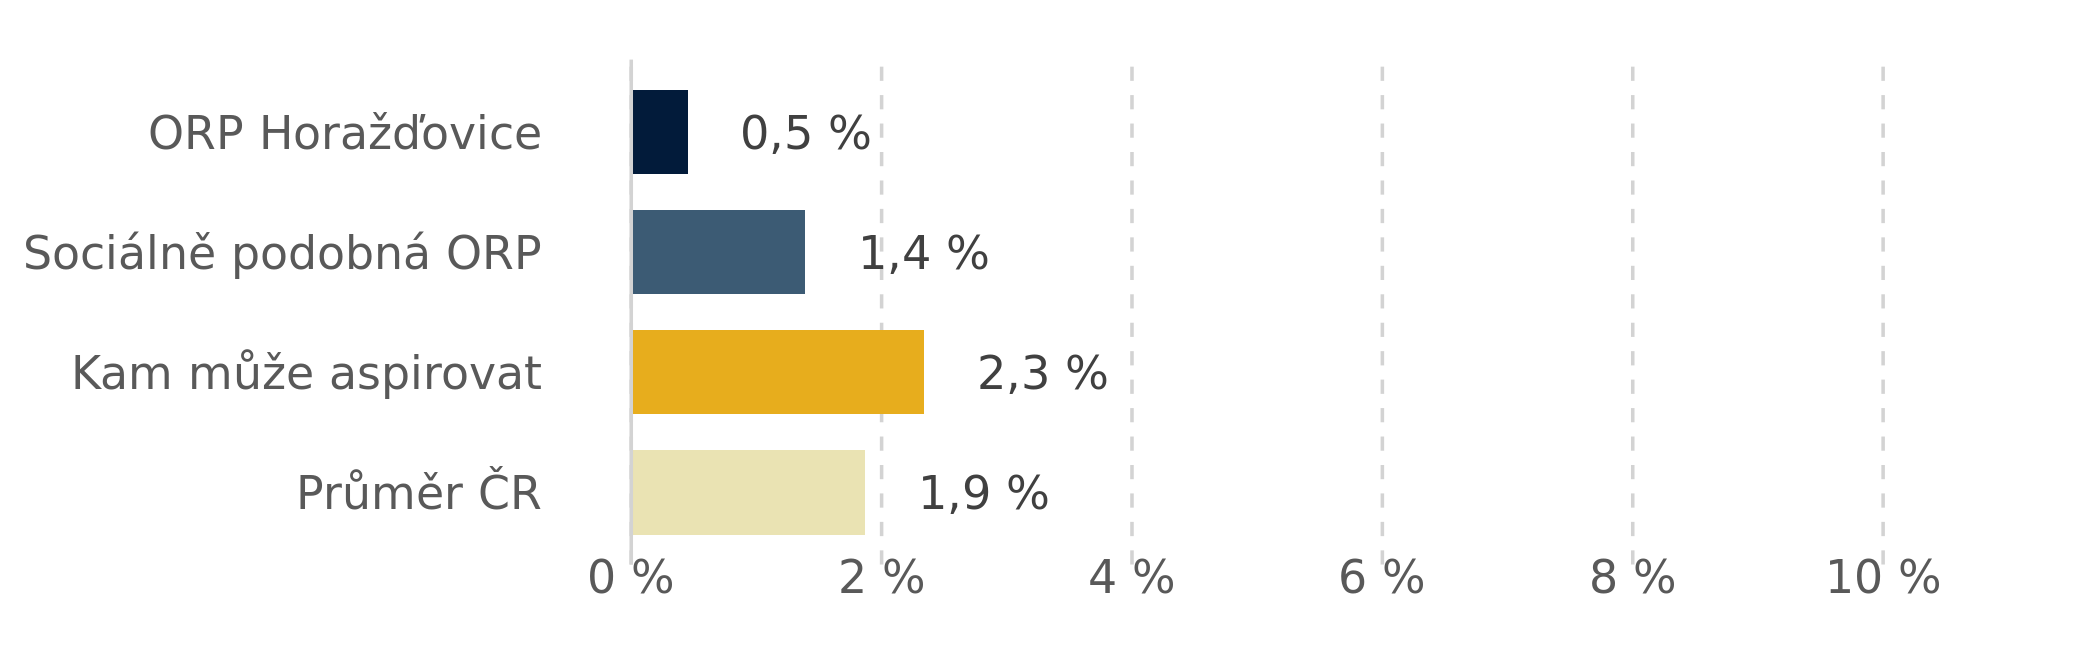 ORP Horažďovice 0,5 %
Sociálně podobná ORP 1,4 %
Kam může aspirovat 2,3 %
Průměr ČR 1,9 %
0 % 2 % 4 % 6 % 8 % 10 %